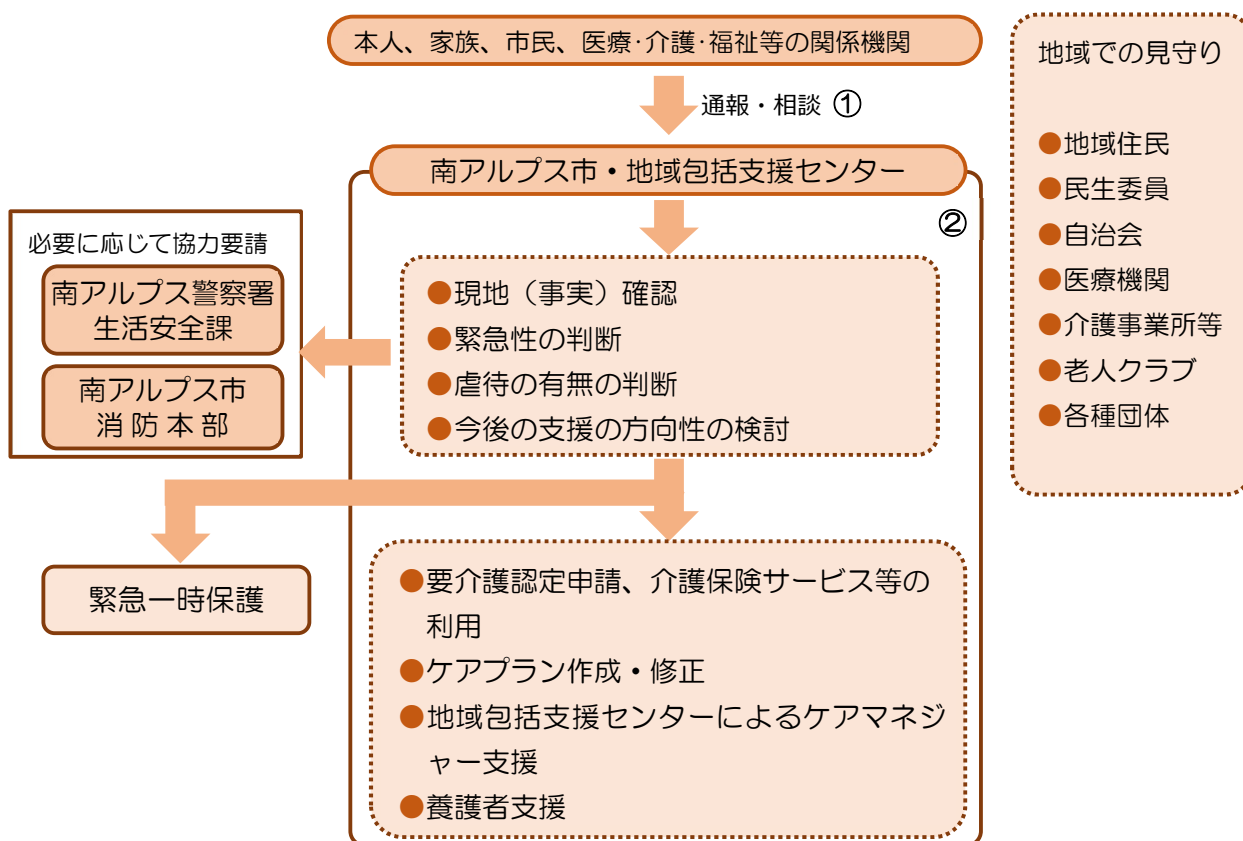 本人、家族、市民、医療・介護・福祉等の関係機関
通報・相談 ①
南アルプス市・地域包括支援センター
②
必要に応じて協力要請
南アルプス警察署
生活安全課
南アルプス市
消防本部
●現地（事実）確認
●緊急性の判断
●虐待の有無の判断
●今後の支援の方向性の検討
緊急一時保護
●要介護認定申請、介護保険サービス等の
利用
●ケアプラン作成・修正
●地域包括支援センターによるケアマネジ
ャー支援
●養護者支援
地域での見守り
●地域住民
●民生委員
●自治会
●医療機関
●介護事業所等
●老人クラブ
●各種団体